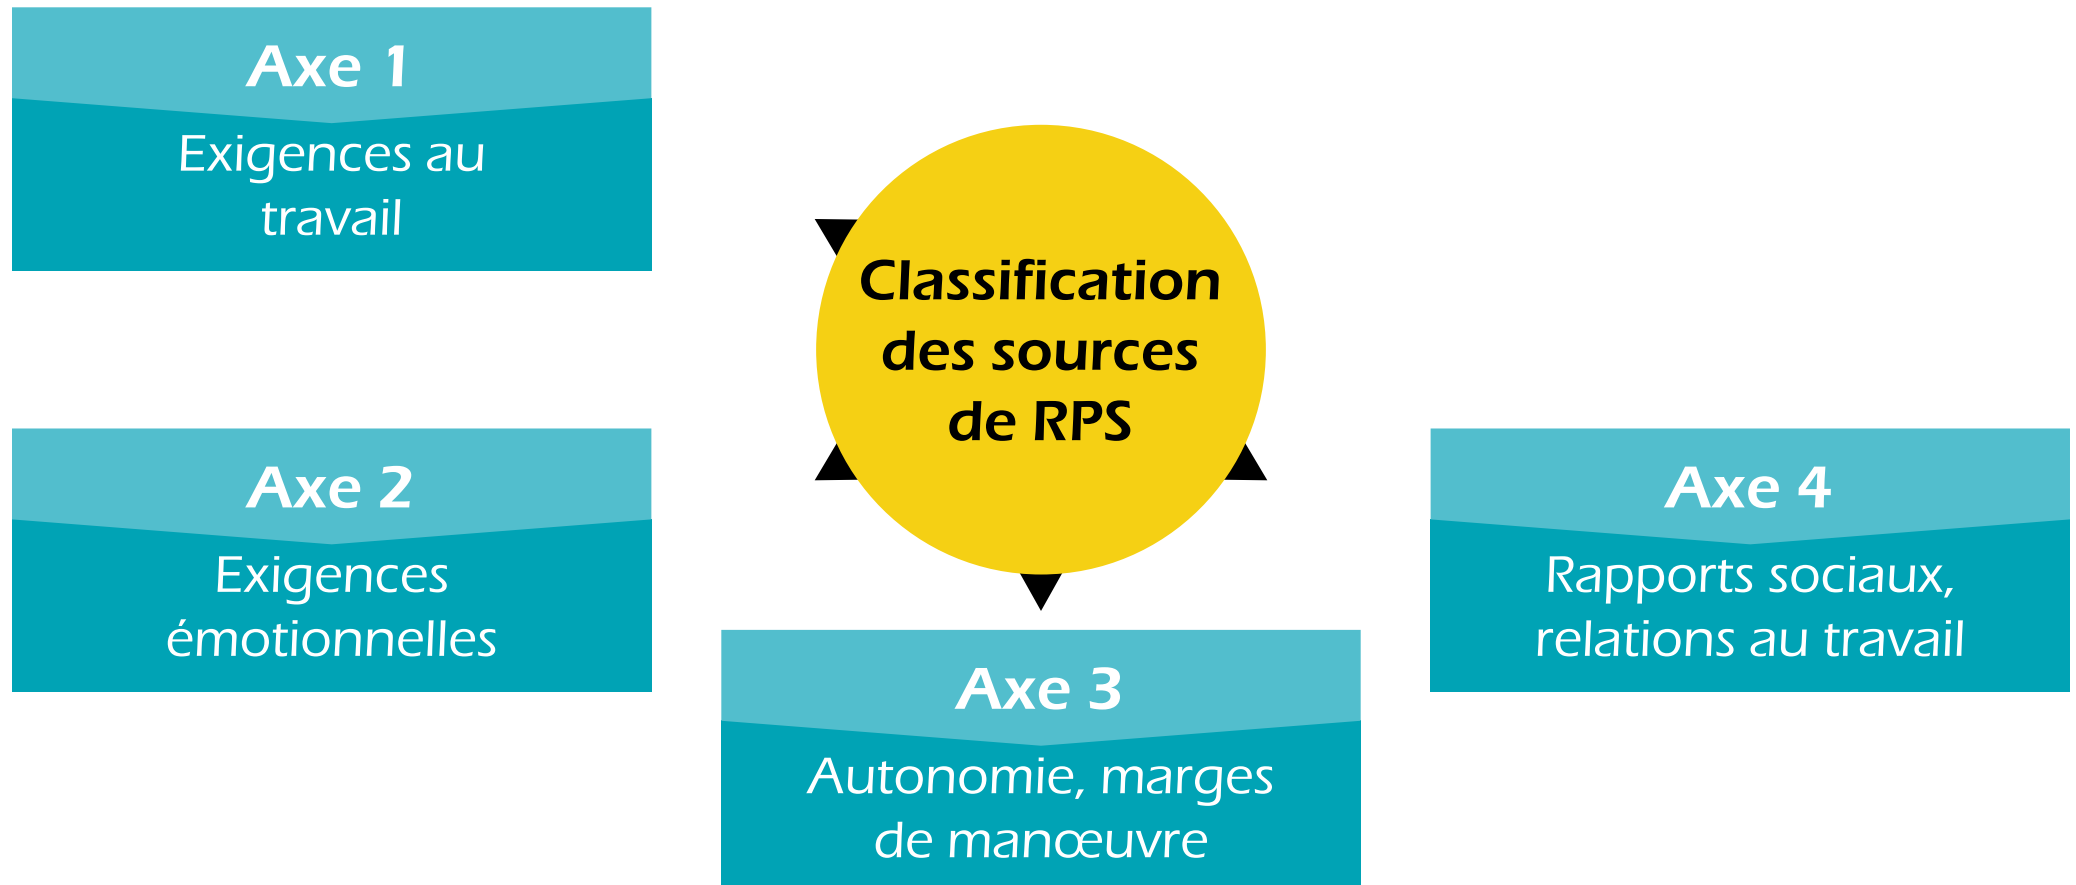 Axe 1
Exigences au
travail
Classification
des sources
de RPS
Axe 2
Exigences
émotionnelles
Axe 3
Autonomie, marges
de manœuvre
Axe 4
Rapports sociaux,
relations au travail